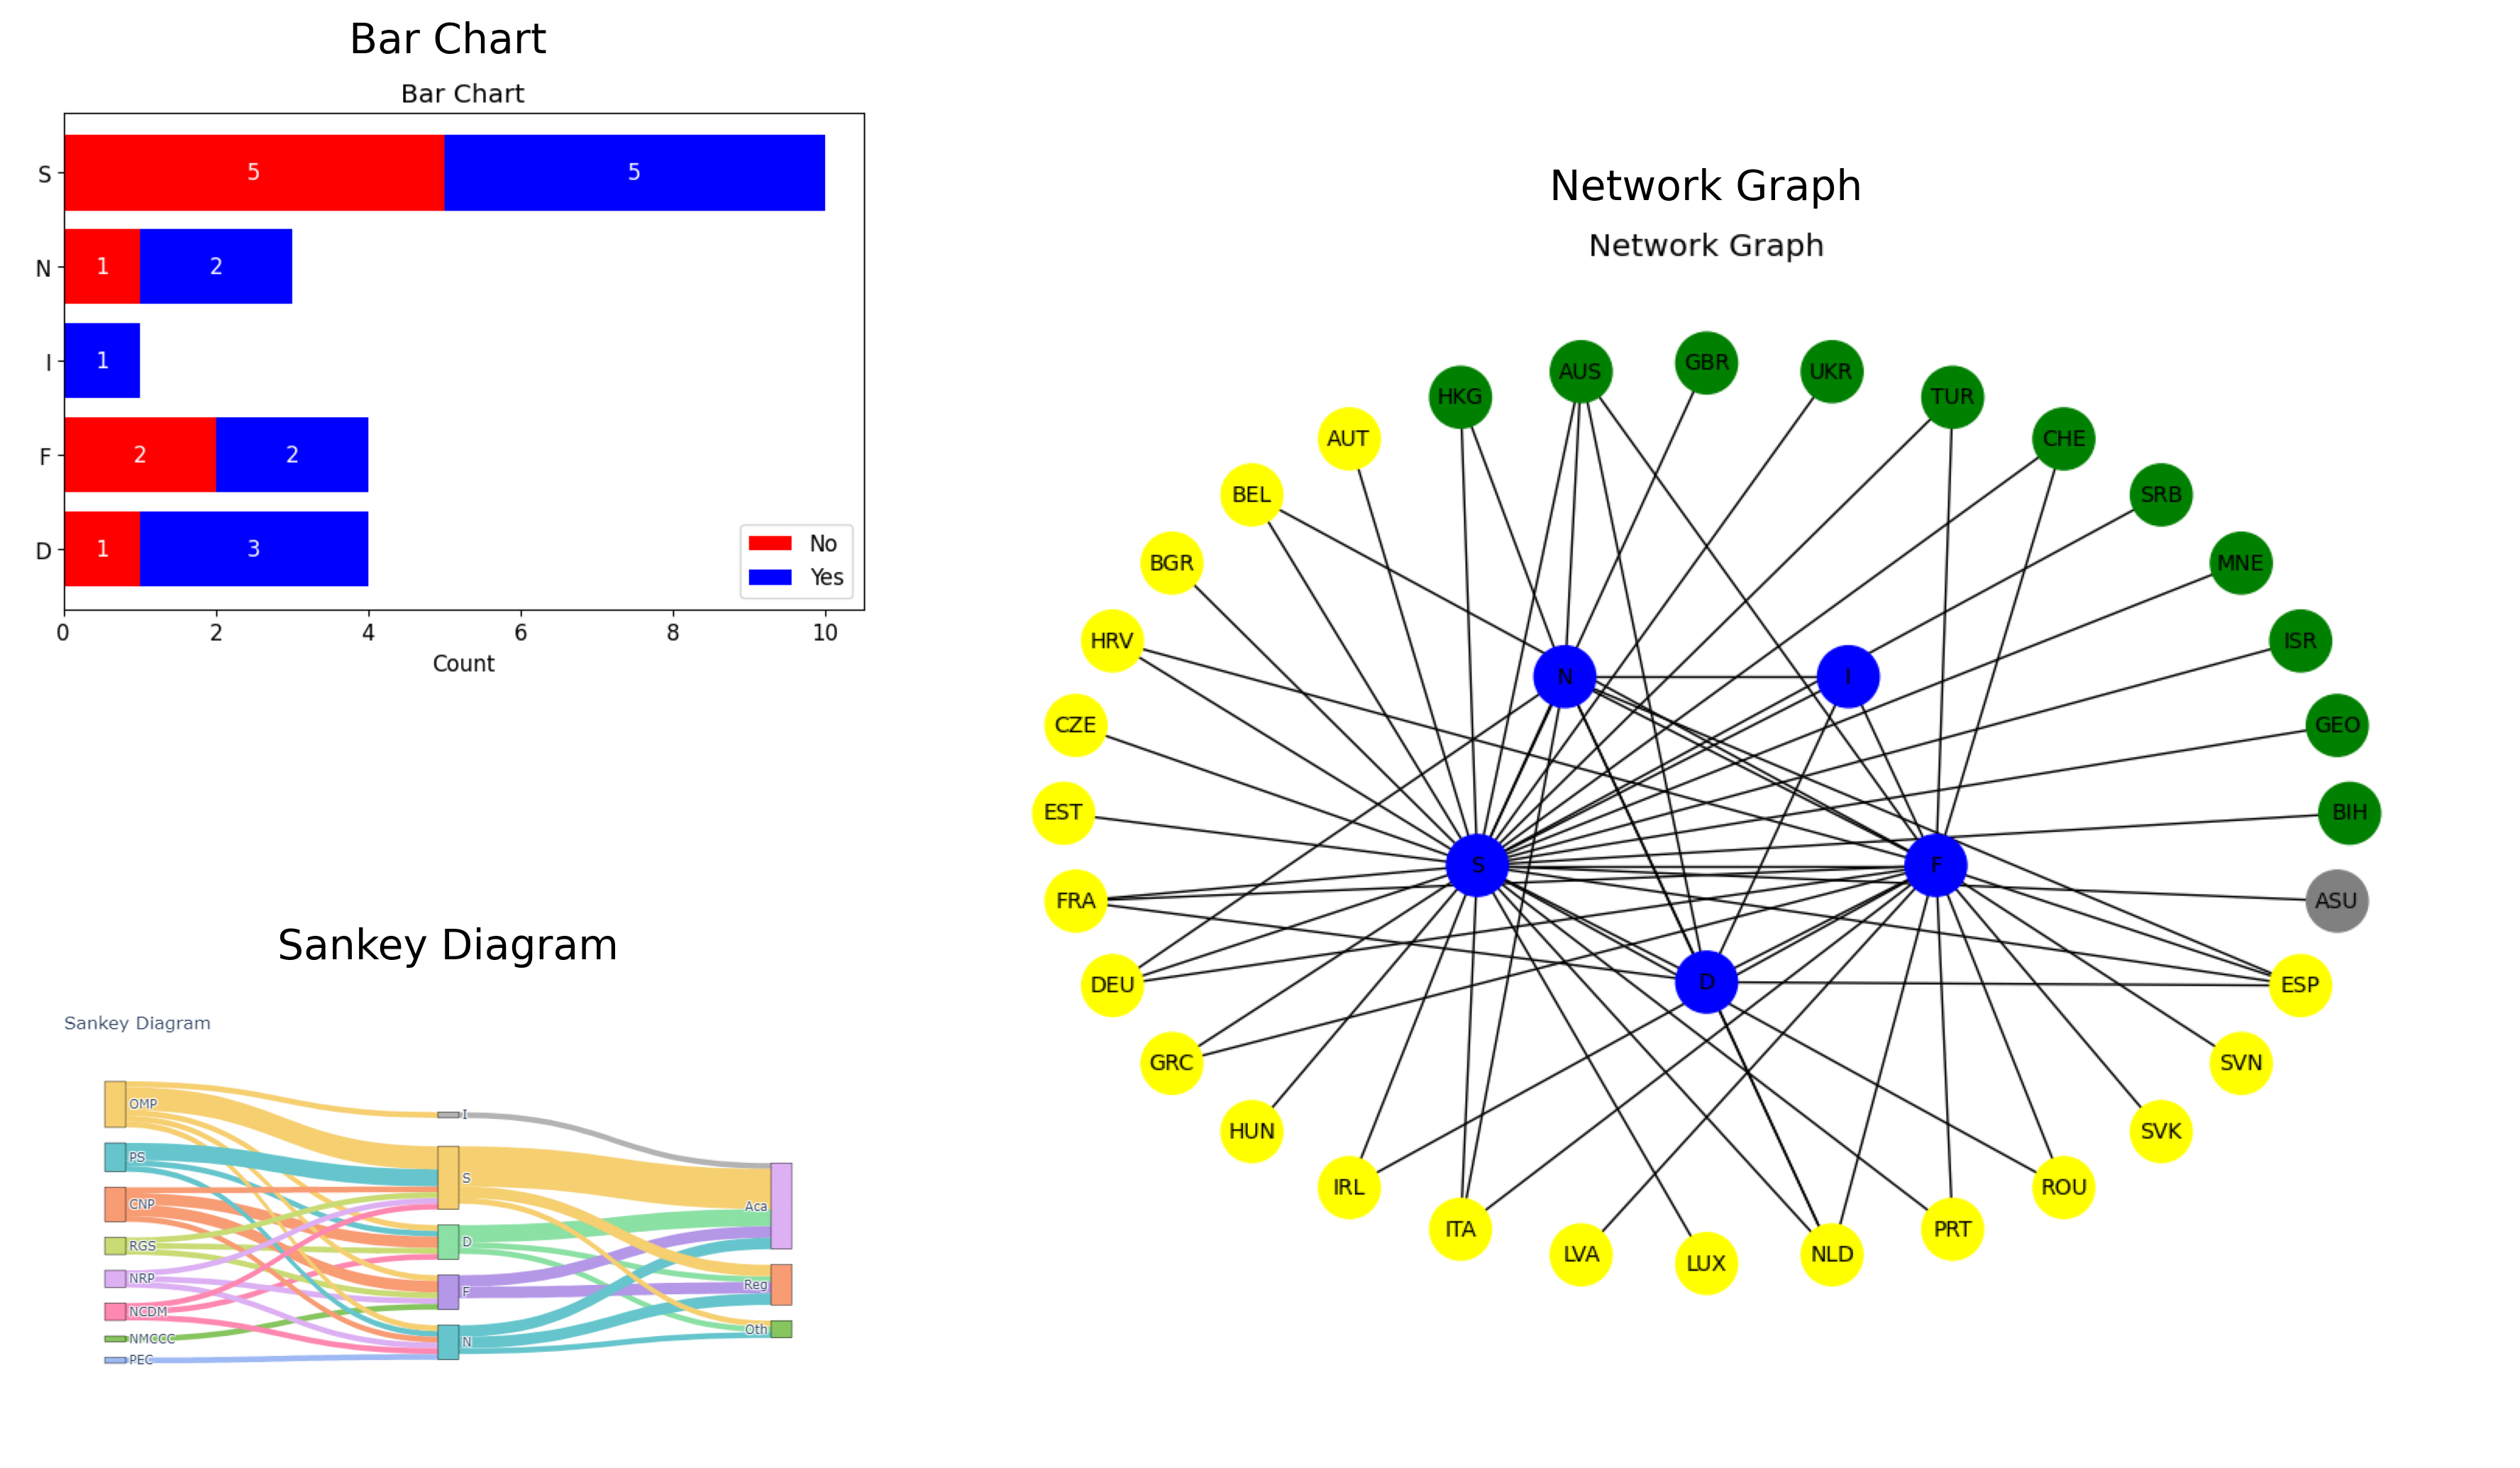 Bar Chart
Bar Chart
S
5
5
N
1
2
I
1
F
2
2
D
1
3
No
Yes
0
2
4
6
8
10
Count
Sankey Diagram
Sankey Diagram
OMP
PS
CNP
RGS
NRP
NCDM
NMCCC
PEC
I
S
D
F
N
Aca
Reg
Oth
Network Graph
Network Graph
GBR
AUS
UKR
HKG
TUR
AUT
CHE
BEL
SRB
BGR
MNE
HRV
ISR
N
I
CZE
GEO
EST
BIH
S
F
FRA
ASU
DEU
D
ESP
GRC
SVN
HUN
SVK
IRL
ROU
ITA
PRT
LVA
NLD
LUX